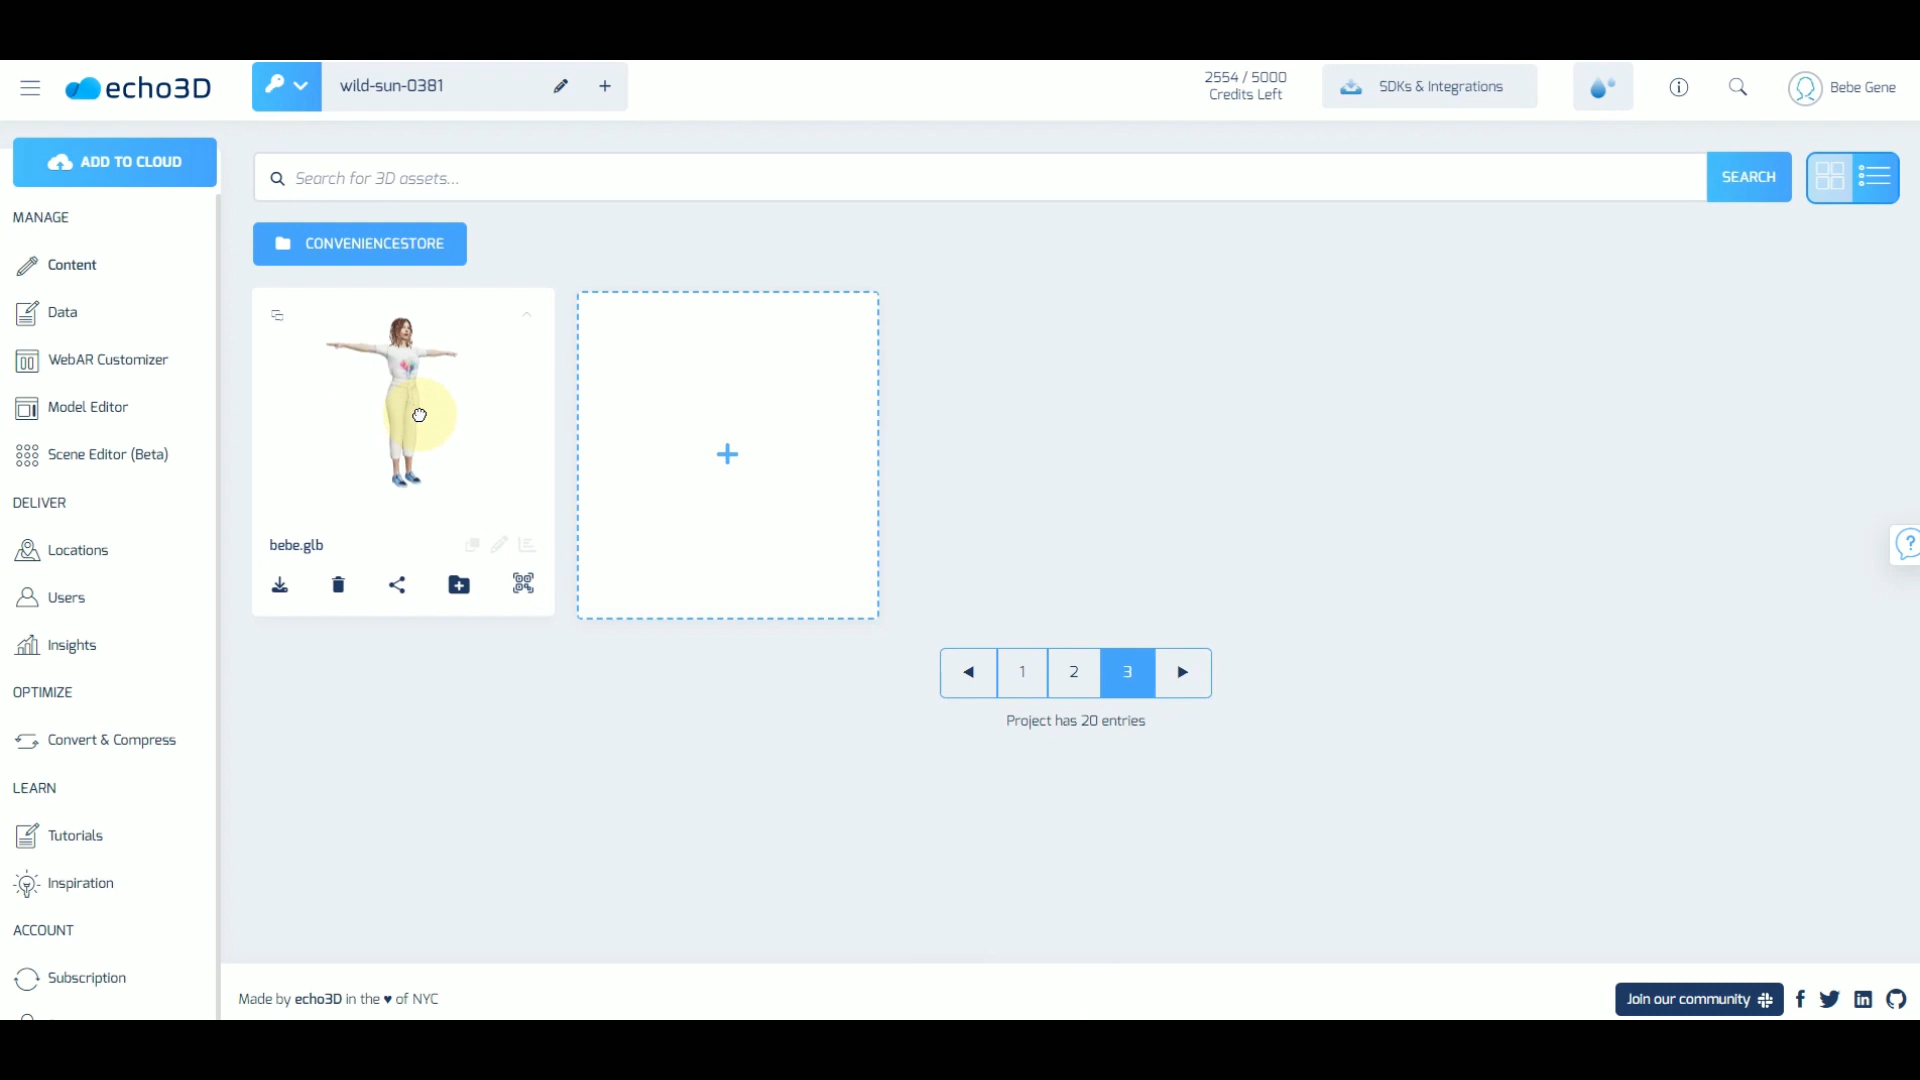 echo3D
wild-sun-0381
+
2554 / 5000
Credits Left
SDKs & Integrations
Bebe Gene
ADD TO CLOUD
Search for 3D assets...
SEARCH
MANAGE
CONVENIENCESTORE
Content
Data
WebAR Customizer
Model Editor
Scene Editor (Beta)
DELIVER
Locations
bebe.glb
Users
Insights
1
2
3
OPTIMIZE
Project has 20 entries
Convert & Compress
LEARN
Tutorials
Inspiration
ACCOUNT
Subscription
Made by echo3D in the ♥ of NYC
Join our community